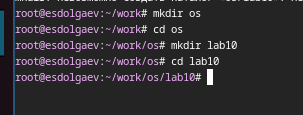 root@esdolgaev:~/work# mkdir os
root@esdolgaev:~/work# cd os
root@esdolgaev:~/work/os# mkdir lab10
root@esdolgaev:~/work/os# cd lab10
root@esdolgaev:~/work/os/lab10#